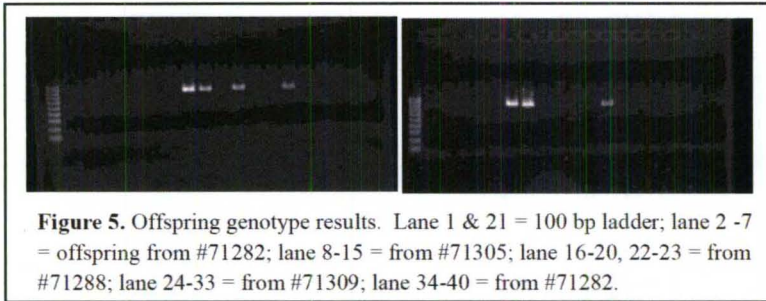 Figure 5. Offspring genotype results. Lane 1 & 21 = 100 bp ladder; lane 2 -7
= offspring from #71282; lane 8-15 = from #71305; lane 16-20, 22-23 = from
#71288; lane 24-33 = from #71309; lane 34-40 = from #71282.